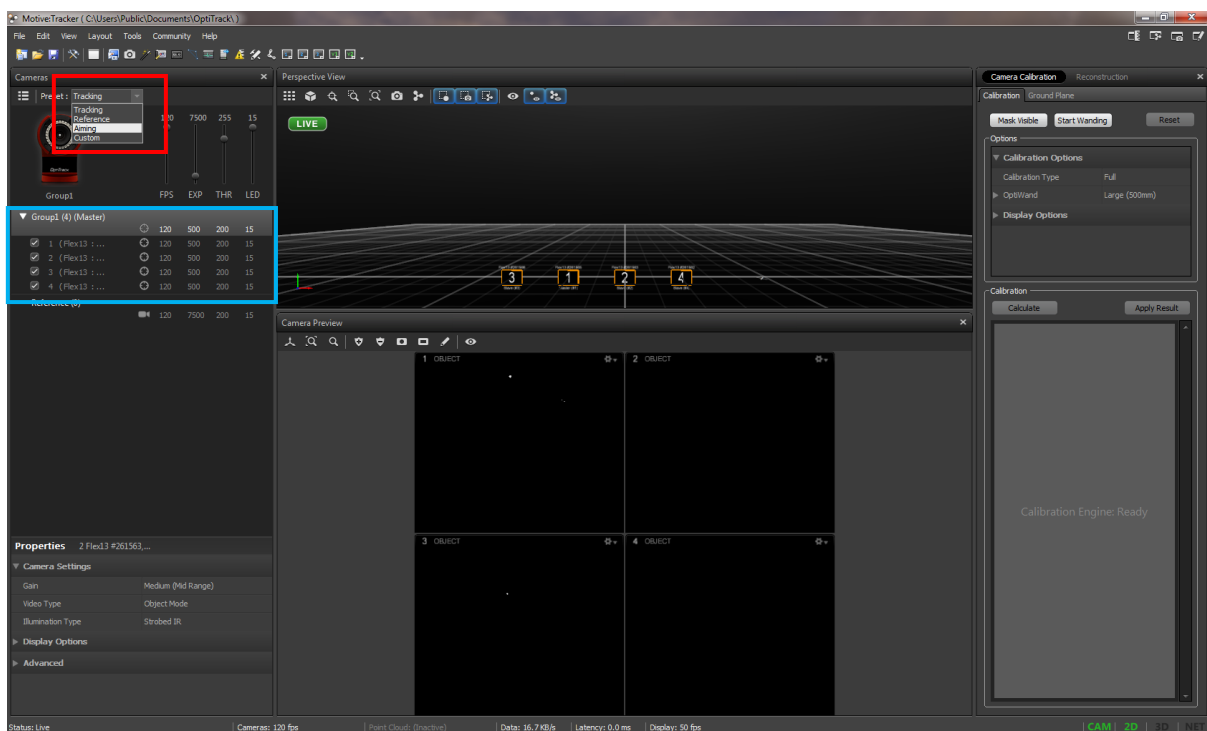 Motive:Tracker ( C:\Users\Public\Documents\OptiTrack\ )
File Edit View Layout Tools Community Help
Cameras
Preset: Tracking
Tracking
Reference
Aiming
Custom
120 7500 255 15
OptiTrack
Group1 FPS EXP THR LED
Group1 (4) (Master)
120 500 200 15
1 (Flex13 : ... 120 500 200 15
2 (Flex13 : ... 120 500 200 15
3 (Flex13 : ... 120 500 200 15
4 (Flex13 : ... 120 500 200 15
Reference (0)
120 7500 200 15
Properties 2 Flex13 #261563,...
Camera Settings
Gain Medium (Mid Range)
Video Type Object Mode
Illumination Type Strobed IR
Display Options
Advanced
Perspective View
LIVE
3 1 2 4
Camera Preview
1 OBJECT
2 OBJECT
3 OBJECT
4 OBJECT
Camera Calibration Reconstruction
Calibration Ground Plane
Mask Visible Start Wanding Reset
Options
Calibration Options
Calibration Type Full
OptiWand Large (500mm)
Display Options
Calibration
Calculate Apply Result
Calibration Engine: Ready
Status: Live Cameras: 120 fps Point Cloud: (Inactive) Data: 16.7 KB/s Latency: 0.0 ms Display: 50 fps CAM 2D 3D NET